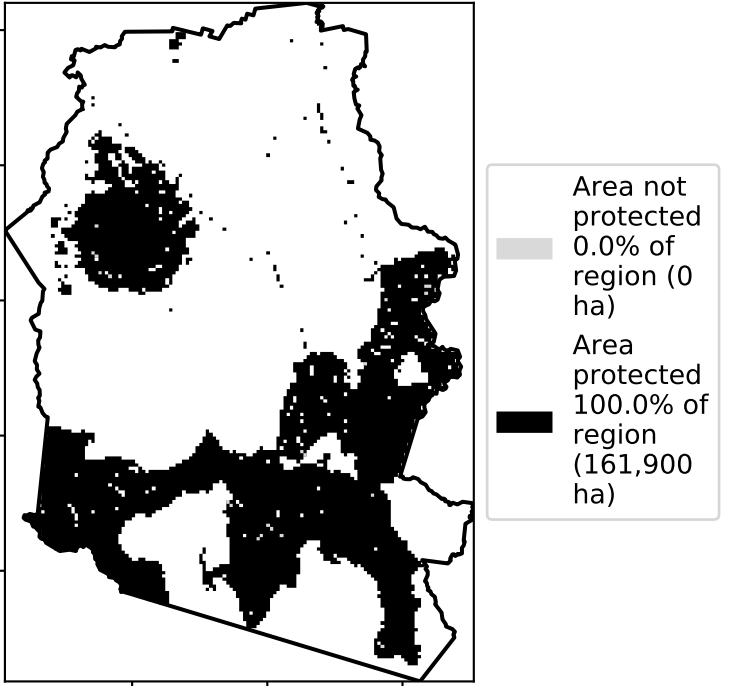 Area not
protected
0.0% of
region (0
ha)
Area
protected
100.0% of
region
(161,900
ha)